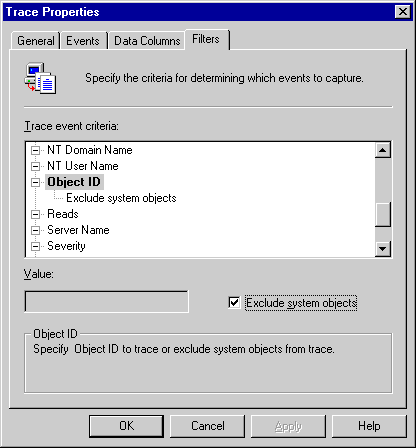 Trace Properties
General Events Data Columns Filters
Specify the criteria for determining which events to capture.
Trace event criteria:
NT Domain Name
NT User Name
Object ID
Exclude system objects
Reads
Server Name
Severity
Value:
Exclude system objects
Object ID
Specify Object ID to trace or exclude system objects from trace.
OK Cancel Apply Help